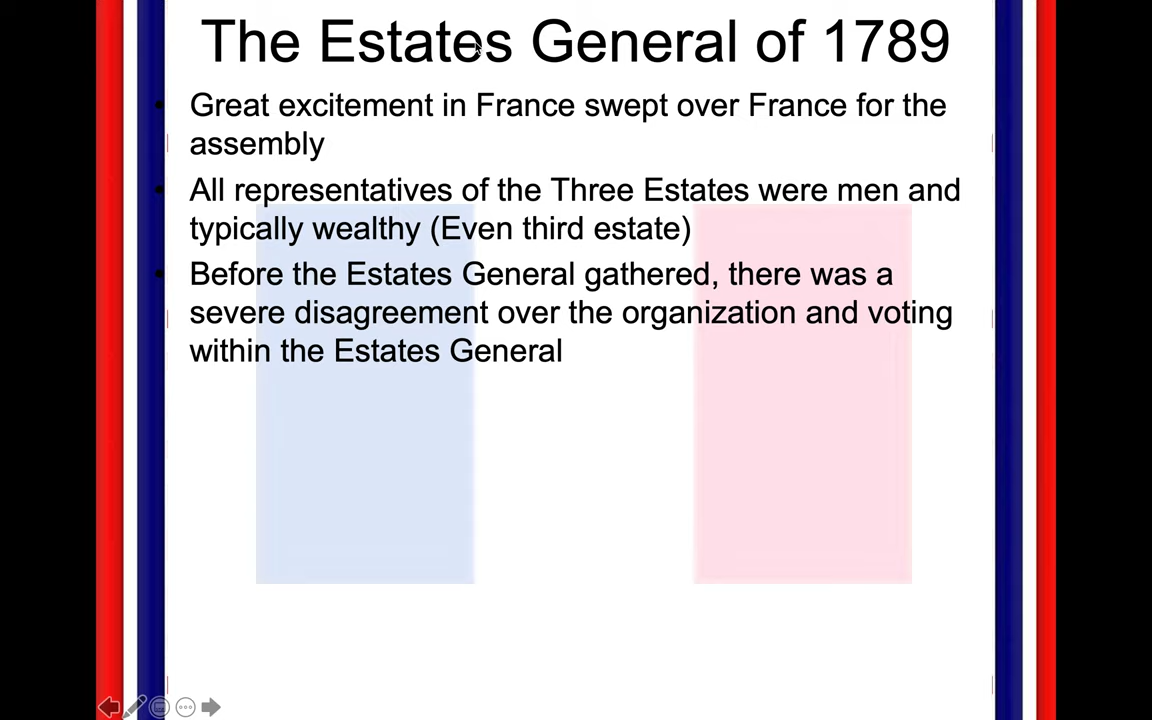 The Estates General of 1789
• Great excitement in France swept over France for the
assembly
• All representatives of the Three Estates were men and
typically wealthy (Even third estate)
• Before the Estates General gathered, there was a
severe disagreement over the organization and voting
within the Estates General